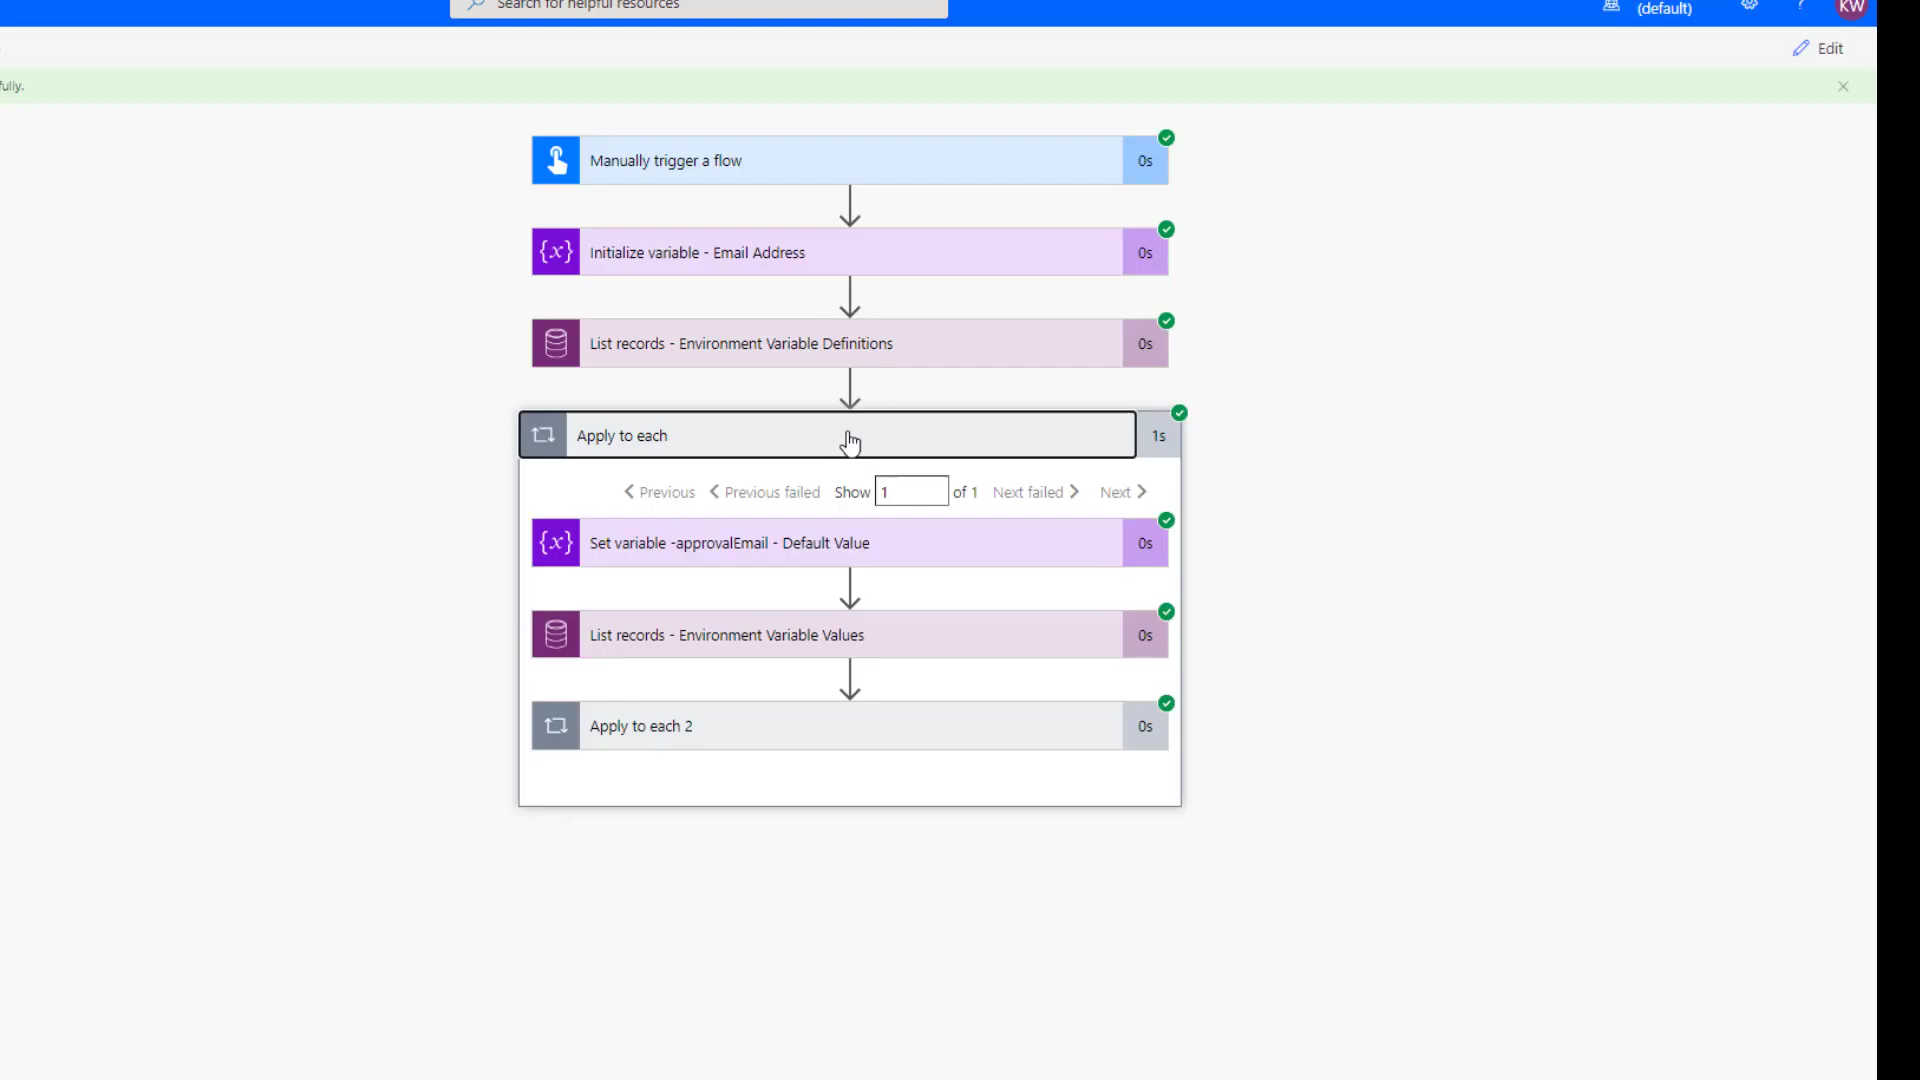 Search for helpful resources
(default)
KW
Edit
fully.
Manually trigger a flow 0s
{x} Initialize variable - Email Address 0s
List records - Environment Variable Definitions 0s
Apply to each 1s
Previous Previous failed Show 1 of 1 Next failed Next
{x} Set variable -approvalEmail - Default Value 0s
List records - Environment Variable Values 0s
Apply to each 2 0s